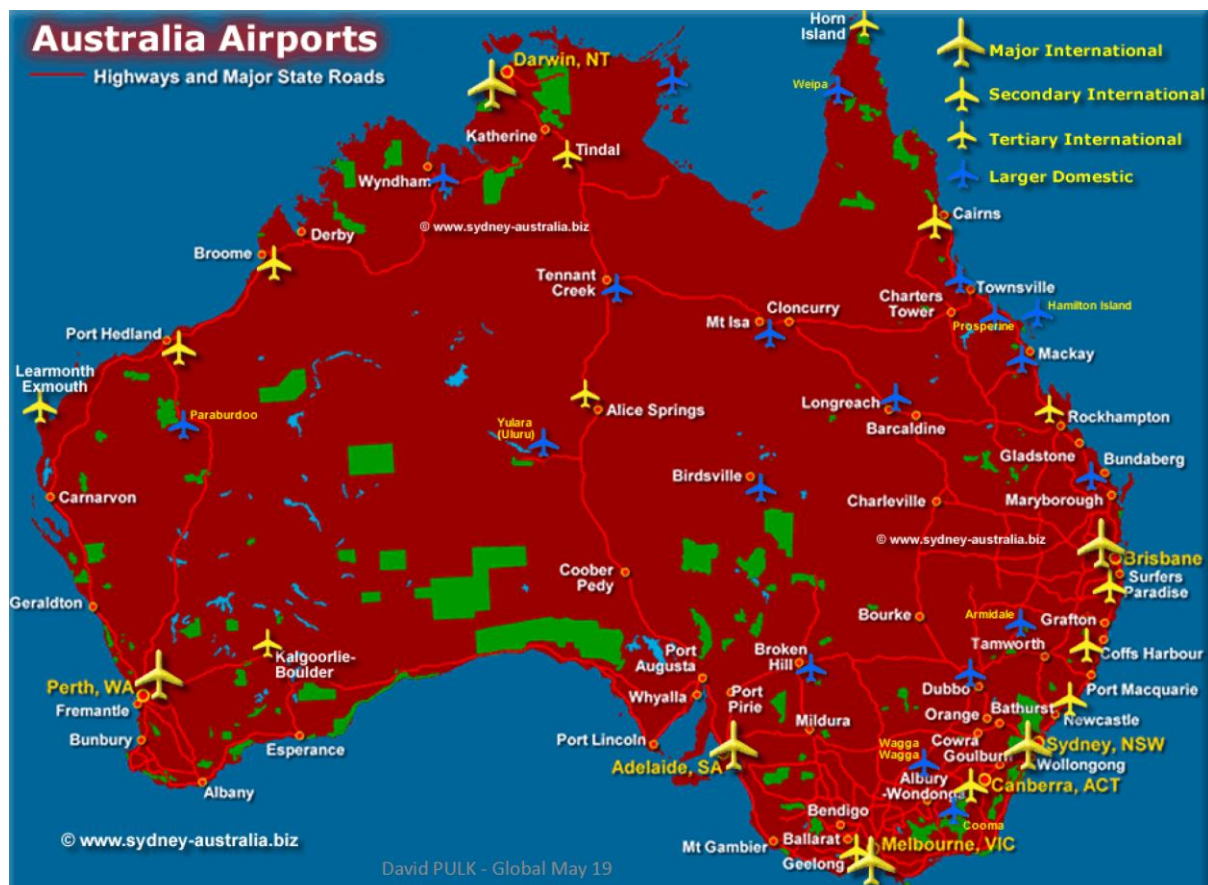 Australia Airports
Highways and Major State Roads
Major International
Secondary International
Tertiary International
Larger Domestic
Horn
Island
Darwin, NT
Weipa
Katherine
Tindal
Wyndham
© www.sydney-australia.biz
Cairns
Derby
Broome
Tennant
Creek
Townsville
Charters
Tower
Cloncurry
Mt Isa
Hamilton Island
Prosperine
Port Hedland
Mackay
Learmonth
Exmouth
Paraburdoo
Alice Springs
Longreach
Barcaldine
Rockhampton
Yulara
(Uluru)
Gladstone
Bundaberg
Birdsville
Carnarvon
Charleville
Maryborough
© www.sydney-australia.biz
Brisbane
Surfers
Paradise
Coober
Pedy
Geraldton
Bourke
Armidale
Grafton
Tamworth
Coffs Harbour
Kalgoorlie-
Boulder
Port
Augusta
Broken
Hill
Perth, WA
Fremantle
Whyalla
Port
Pirie
Dubbo
Port Macquarie
Orange
Bathurst
Newcastle
Mildura
Bunbury
Esperance
Port Lincoln
Cowra
Goulburn
Sydney, NSW
Wollongong
Wagga
Wagga
Adelaide, SA
Albury
-Wondonga
Canberra, ACT
Albany
Bendigo
Cooma
© www.sydney-australia.biz
Mt Gambier
Ballarat
Geelong
Melbourne, VIC
David PULK - Global May 19